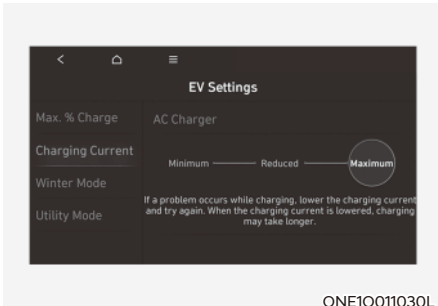 EV Settings
Max. % Charge
AC Charger
Charging Current
Minimum
Reduced
Maximum
Winter Mode
If a problem occurs while charging, lower the charging current
and try again. When the charging current is lowered, charging
may take longer.
Utility Mode
ONE1Q011030L